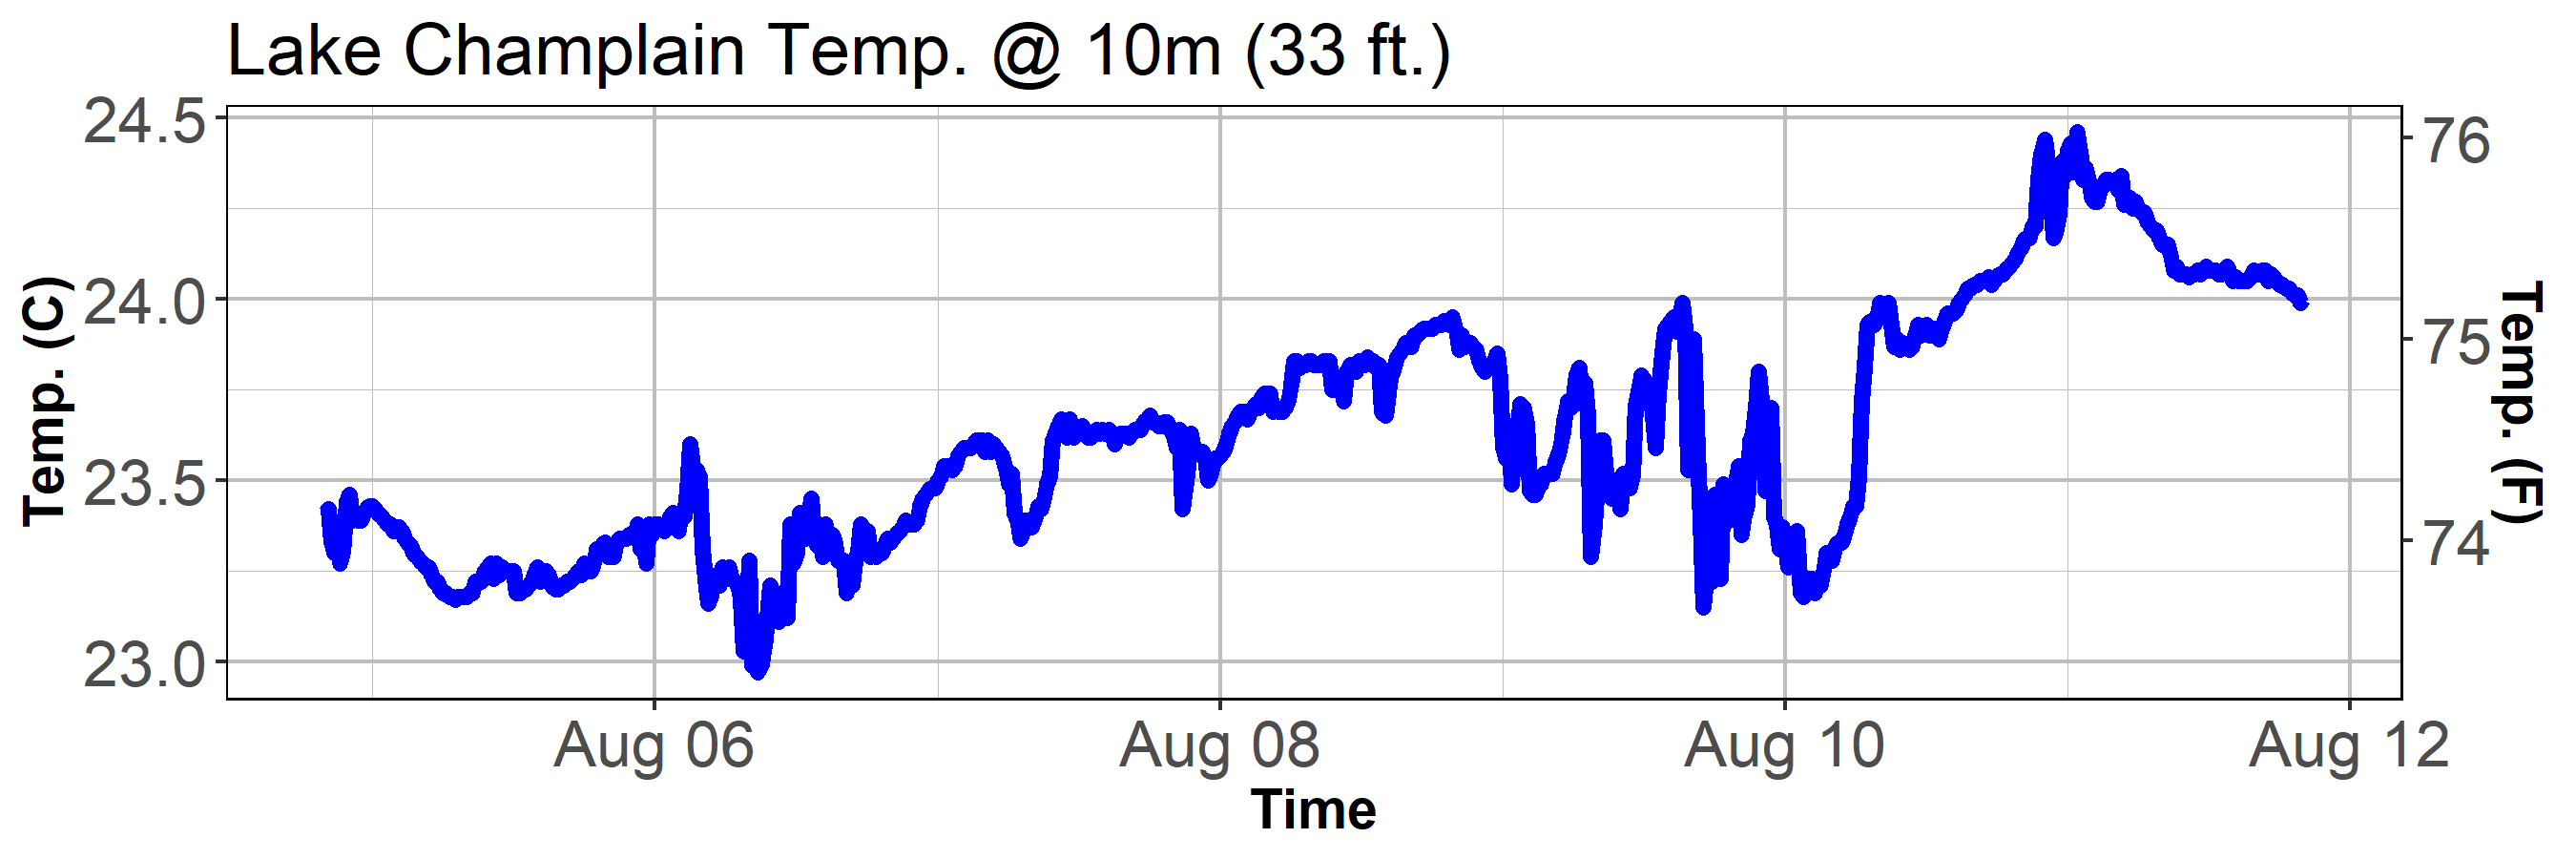 Lake Champlain Temp. @ 10m (33 ft.)
24.5
24.0
23.5
23.0
Temp. (C)
76
75
74
Temp. (F)
Aug 06
Aug 08
Aug 10
Aug 12
Time